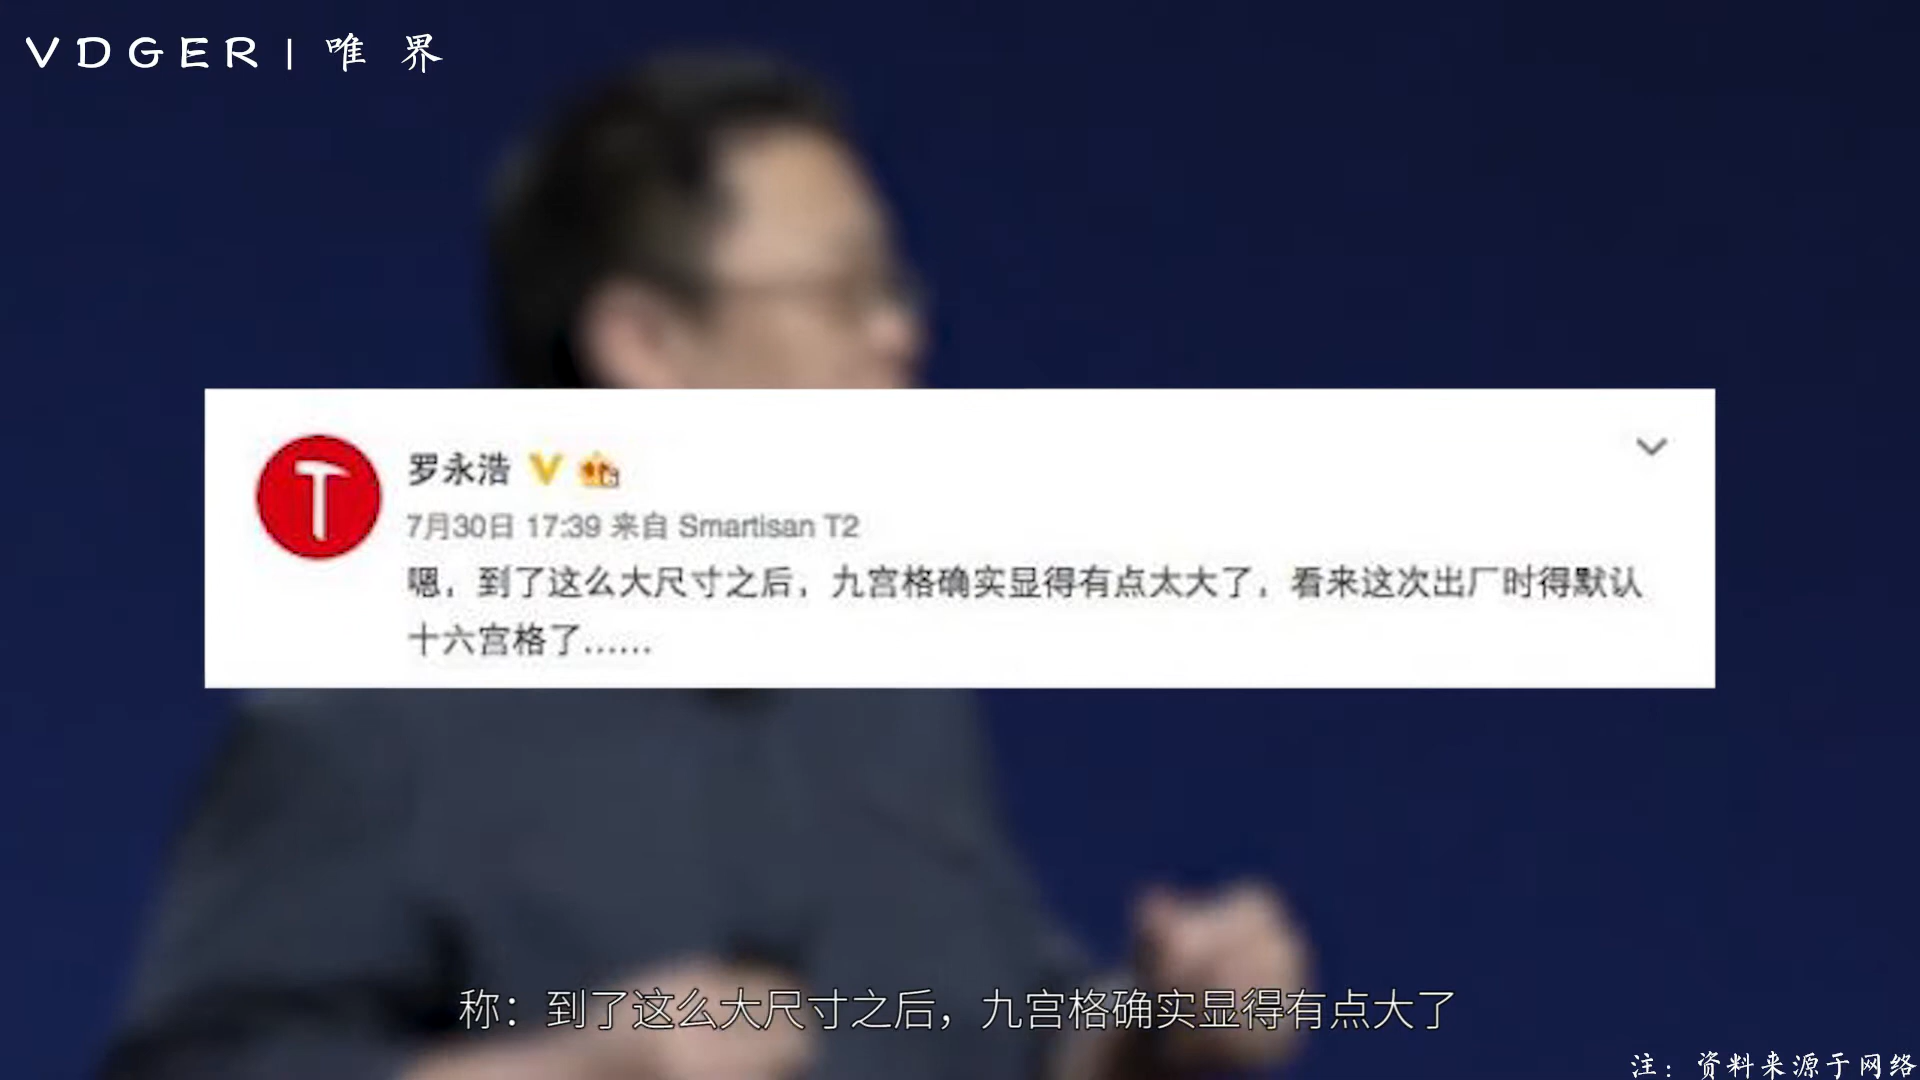 VDGER | 唯界
罗永浩
7月30日 17:39 来自 Smartisan T2
嗯，到了这么大尺寸之后，九宫格确实显得有点太大了，看来这次出厂时得默认
十六宫格了……
称：到了这么大尺寸之后，九宫格确实显得有点大了
注：资料来源于网络